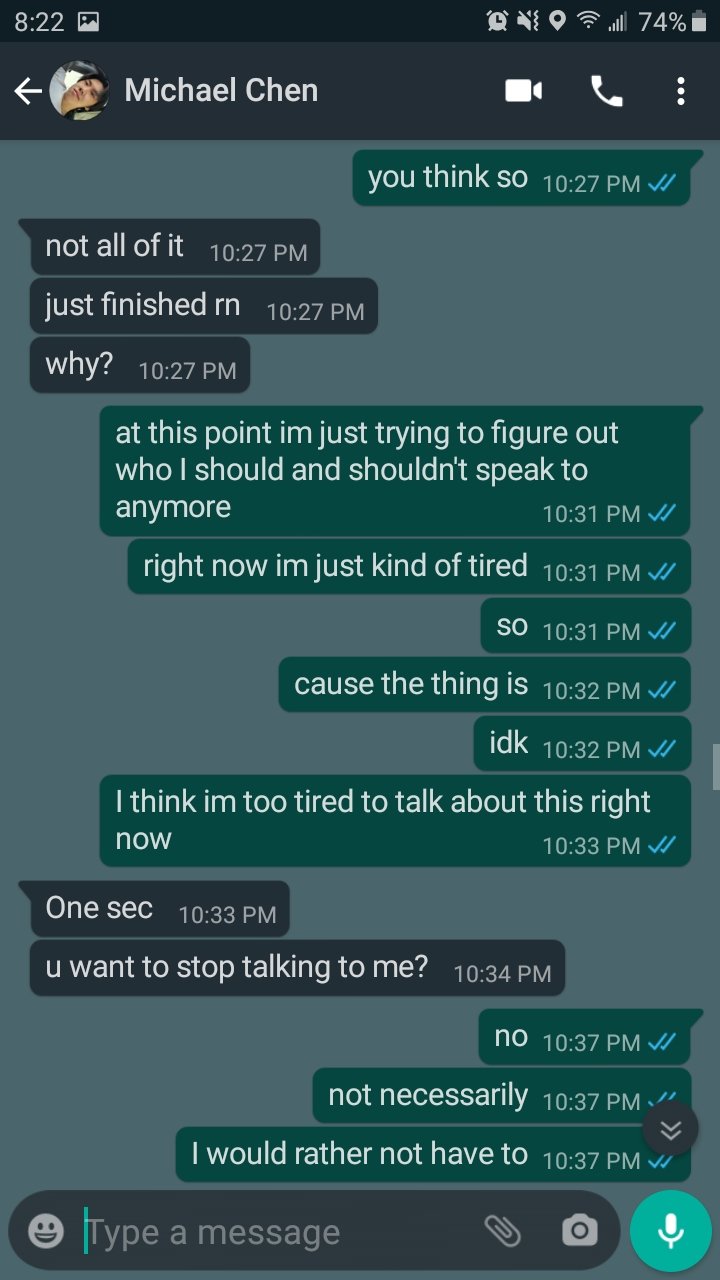 8:22 74%
Michael Chen
you think so 10:27 PM
not all of it 10:27 PM
just finished rn 10:27 PM
why? 10:27 PM
at this point im just trying to figure out
who I should and shouldn't speak to
anymore 10:31 PM
right now im just kind of tired 10:31 PM
so 10:31 PM
cause the thing is 10:32 PM
idk 10:32 PM
I think im too tired to talk about this right
now 10:33 PM
One sec 10:33 PM
u want to stop talking to me? 10:34 PM
no 10:37 PM
not necessarily 10:37 PM
I would rather not have to 10:37 PM
Type a message